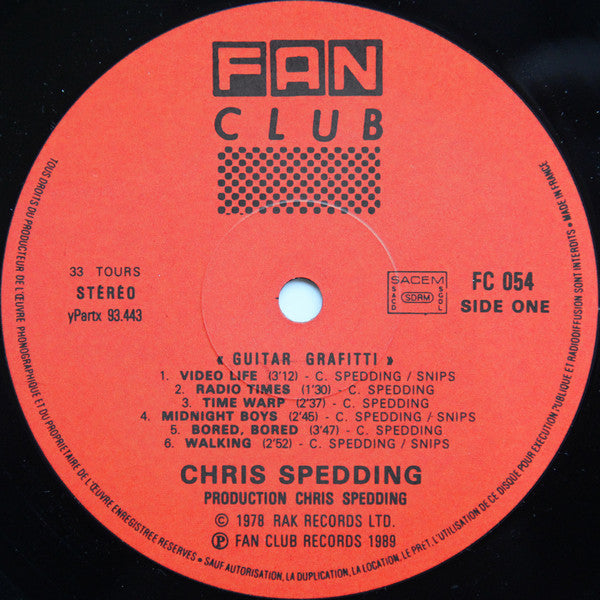 FAN
CLUB
33 TOURS
STÉRÉO
yPartx 93.443
SACEM
SACD
SDRM
SGDL
FC 054
SIDE ONE
« GUITAR GRAFITTI »
1. VIDEO LIFE (3'12) - C. SPEDDING / SNIPS
2. RADIO TIMES (1'30) - C. SPEDDING
3. TIME WARP (2'37) - C. SPEDDING
4. MIDNIGHT BOYS (2'45) - C. SPEDDING / SNIPS
5. BORED, BORED (3'47) - C. SPEDDING
6. WALKING (2'52) - C. SPEDDING / SNIPS
CHRIS SPEDDING
PRODUCTION CHRIS SPEDDING
© 1978 RAK RECORDS LTD.
℗ FAN CLUB RECORDS 1989
TOUS DROITS DU PRODUCTEUR DE L'ŒUVRE PHONOGRAPHIQUE ET DU PROPRIETAIRE DE L'ŒUVRE ENREGISTREE RESERVES • SAUF AUTORISATION, LA DUPLICATION, LA LOCATION, LE PRET, L'UTILISATION DE CE DISQUE POUR EXECUTION PUBLIQUE ET RADIODIFFUSION SONT INTERDITES • MADE IN FRANCE